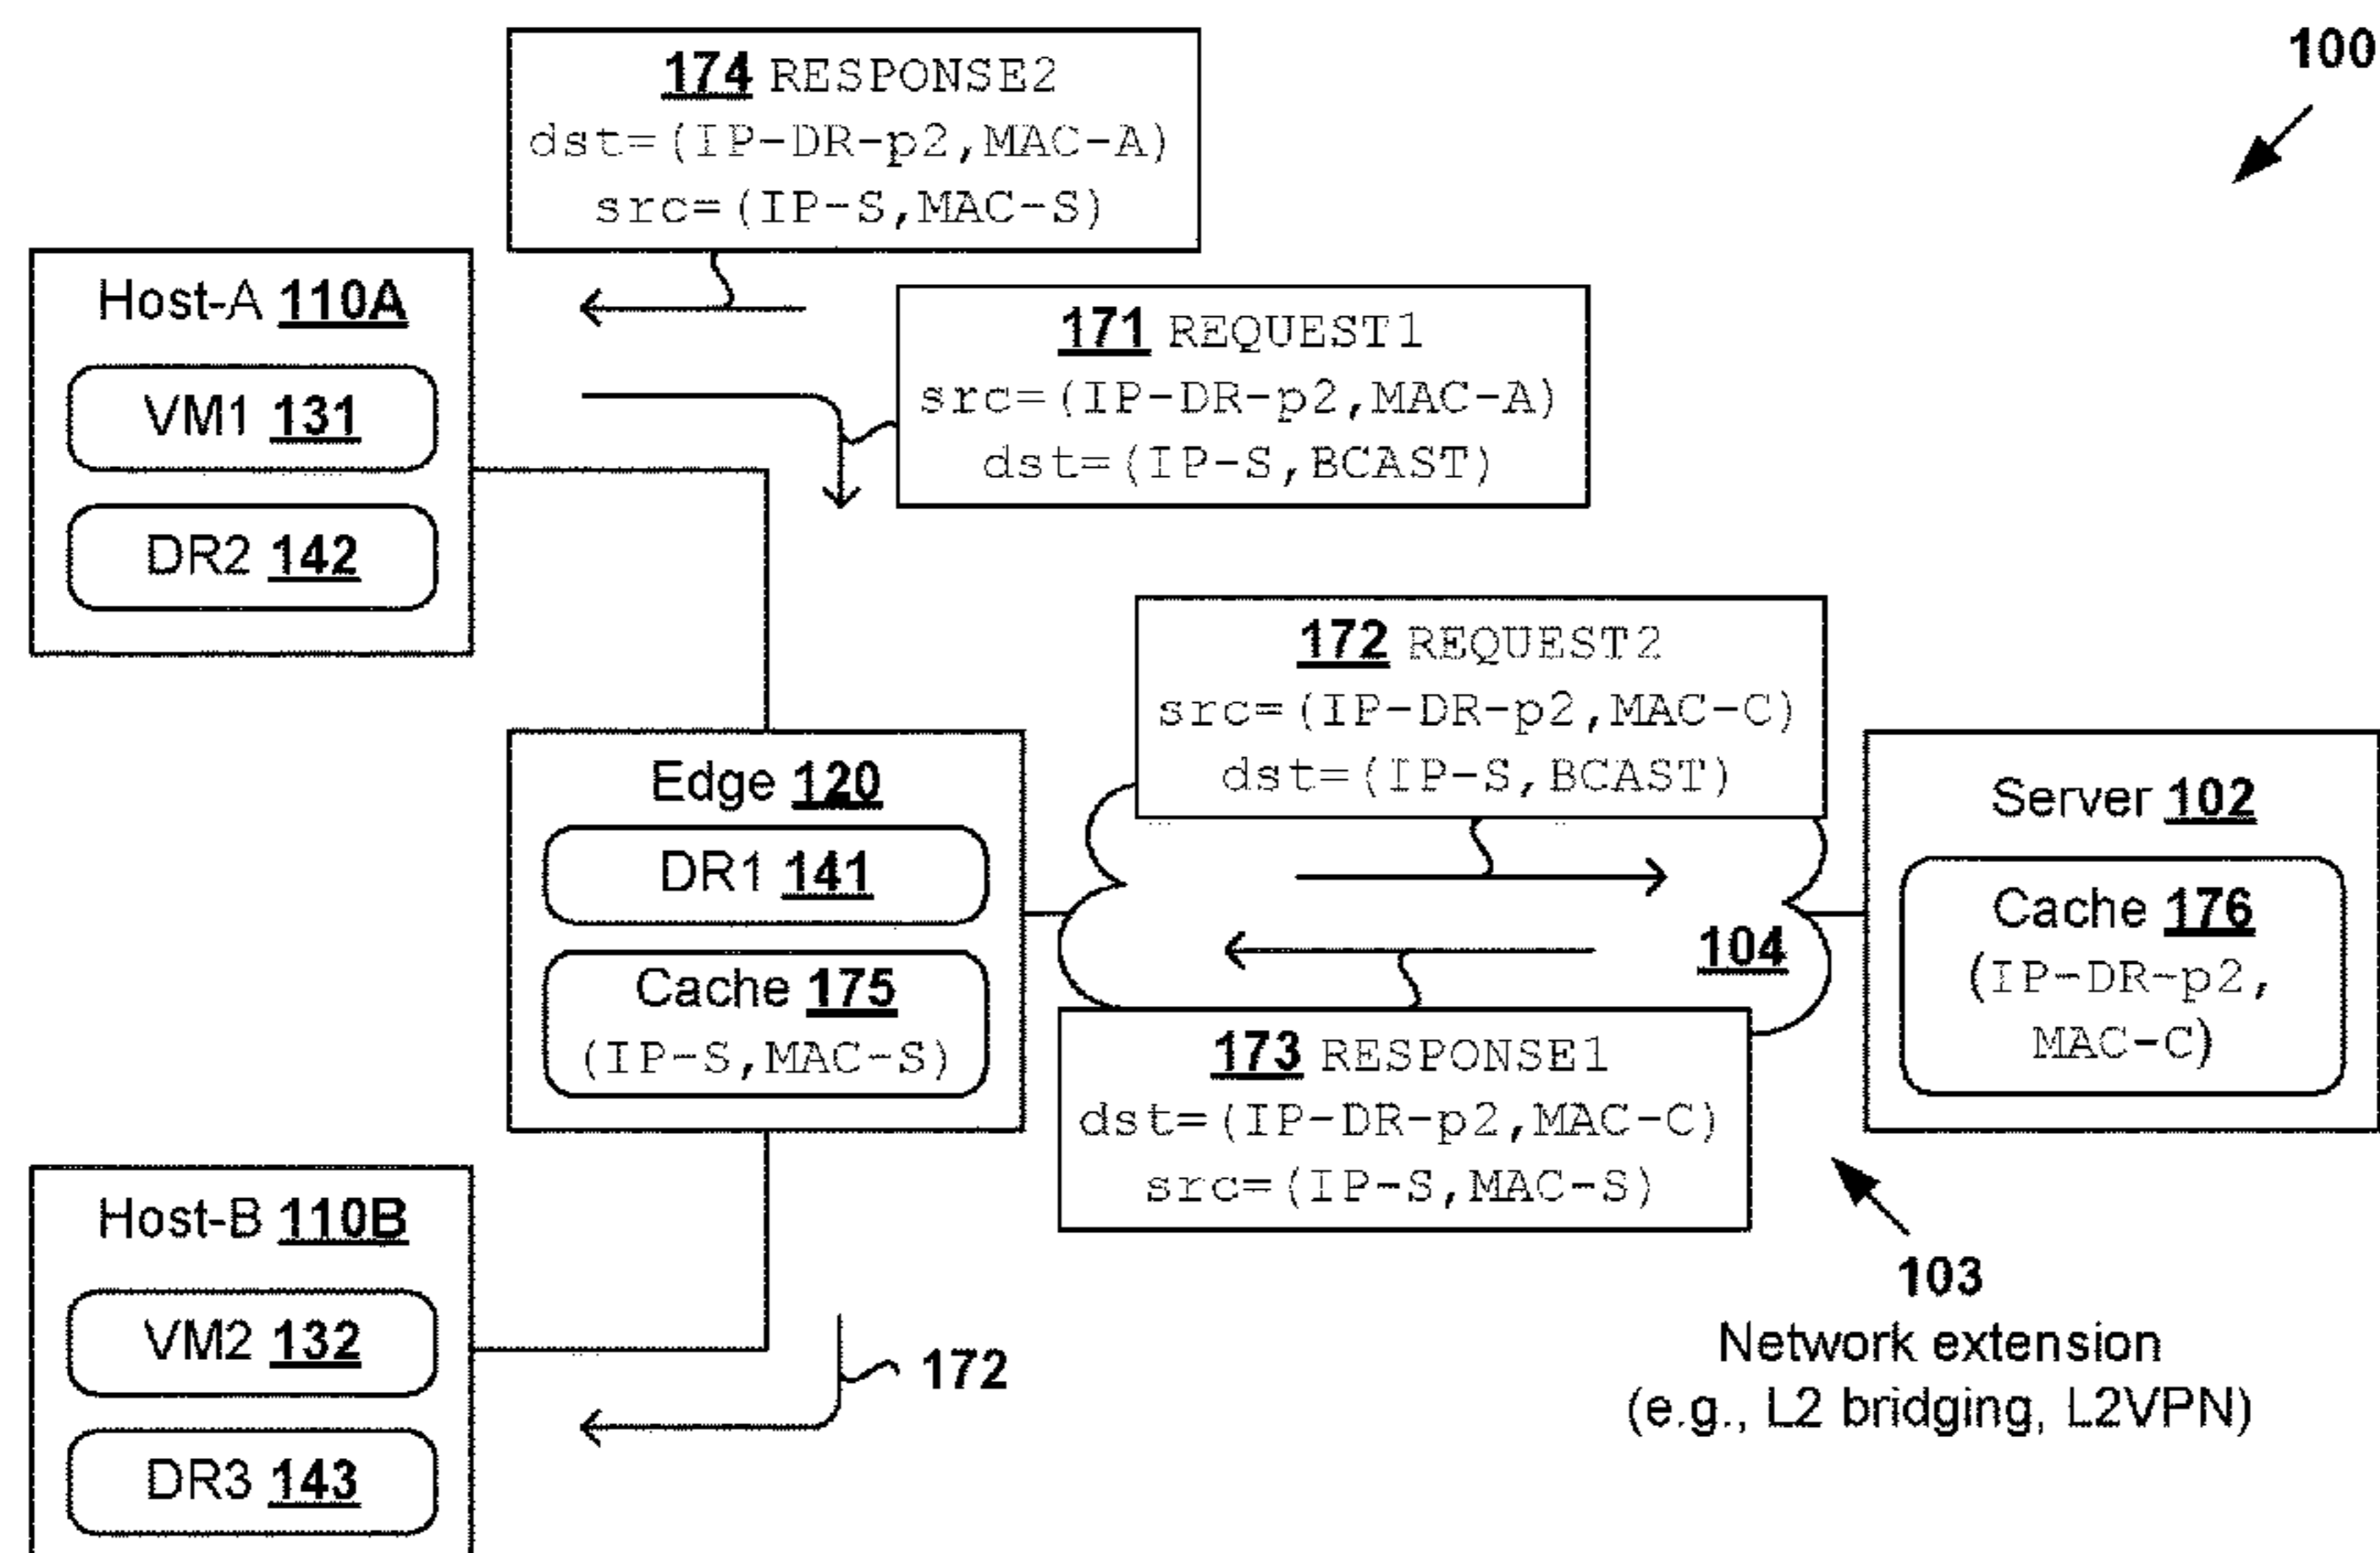 100
174 RESPONSE2
dst=(IP-DR-p2,MAC-A)
src=(IP-S,MAC-S)
Host-A 110A
VM1 131
DR2 142
171 REQUEST1
src=(IP-DR-p2,MAC-A)
dst=(IP-S,BCAST)
172 REQUEST2
src=(IP-DR-p2,MAC-C)
dst=(IP-S,BCAST)
Edge 120
DR1 141
Cache 175
(IP-S,MAC-S)
104
Server 102
Cache 176
(IP-DR-p2,
MAC-C)
173 RESPONSE1
dst=(IP-DR-p2,MAC-C)
src=(IP-S,MAC-S)
Host-B 110B
VM2 132
DR3 143
172
103
Network extension
(e.g., L2 bridging, L2VPN)